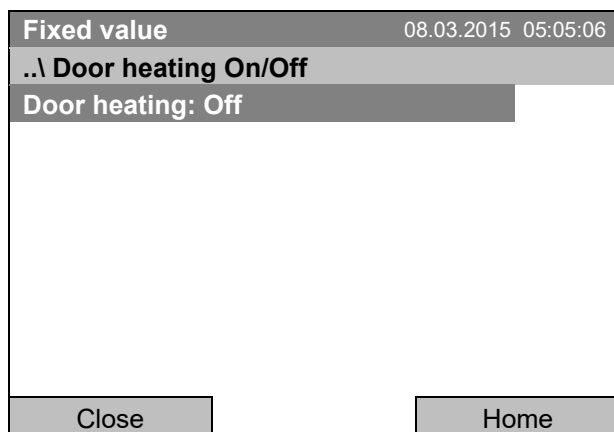 Fixed value 08.03.2015 05:05:06
..\ Door heating On/Off
Door heating: Off
Close Home